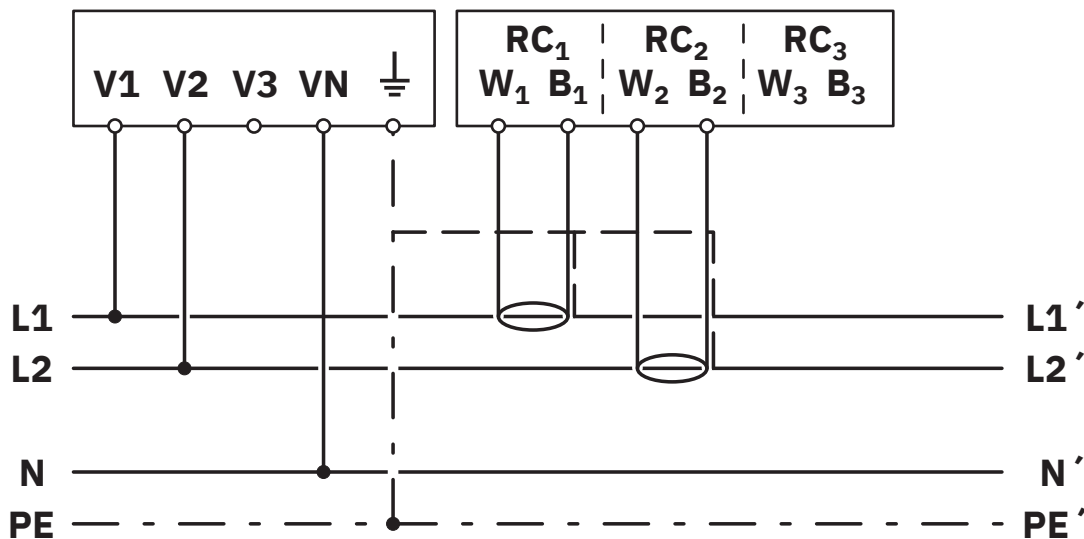 RC₁ RC₂ RC₃
V1 V2 V3 VN W₁ B₁ W₂ B₂ W₃ B₃
L1 L1′
L2 L2′
N N′
PE PE′